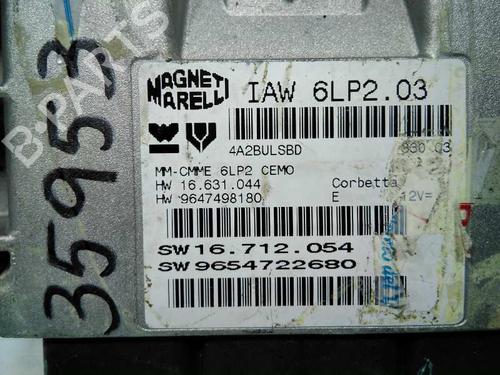 35953
MAGNETI
MARELLI
IAW 6LP2.03
4A2BULSBD
930 03
MM-CMME 6LP2 CEMO
HW 16.631.044 Corbetta
HW 9647498180 E 12V=
SW 16.712.054
SW 9654722680
B-PARTS